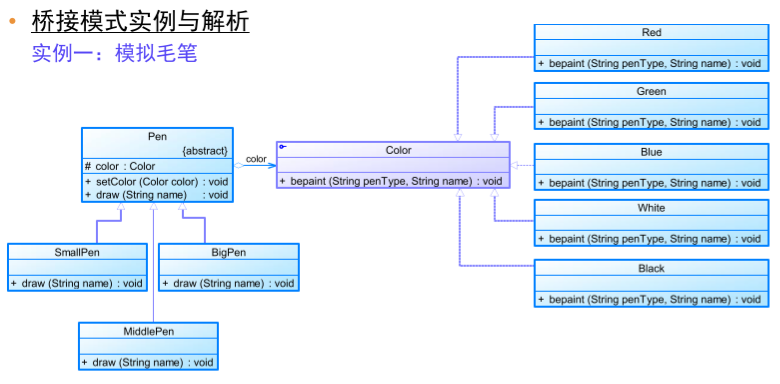 • 桥接模式实例与解析
实例一：模拟毛笔
Pen
{abstract}
# color : Color
+ setColor (Color color) : void
+ draw (String name) : void
color
Color
+ bepaint (String penType, String name) : void
SmallPen
+ draw (String name) : void
BigPen
+ draw (String name) : void
MiddlePen
+ draw (String name) : void
Red
+ bepaint (String penType, String name) : void
Green
+ bepaint (String penType, String name) : void
Blue
+ bepaint (String penType, String name) : void
White
+ bepaint (String penType, String name) : void
Black
+ bepaint (String penType, String name) : void